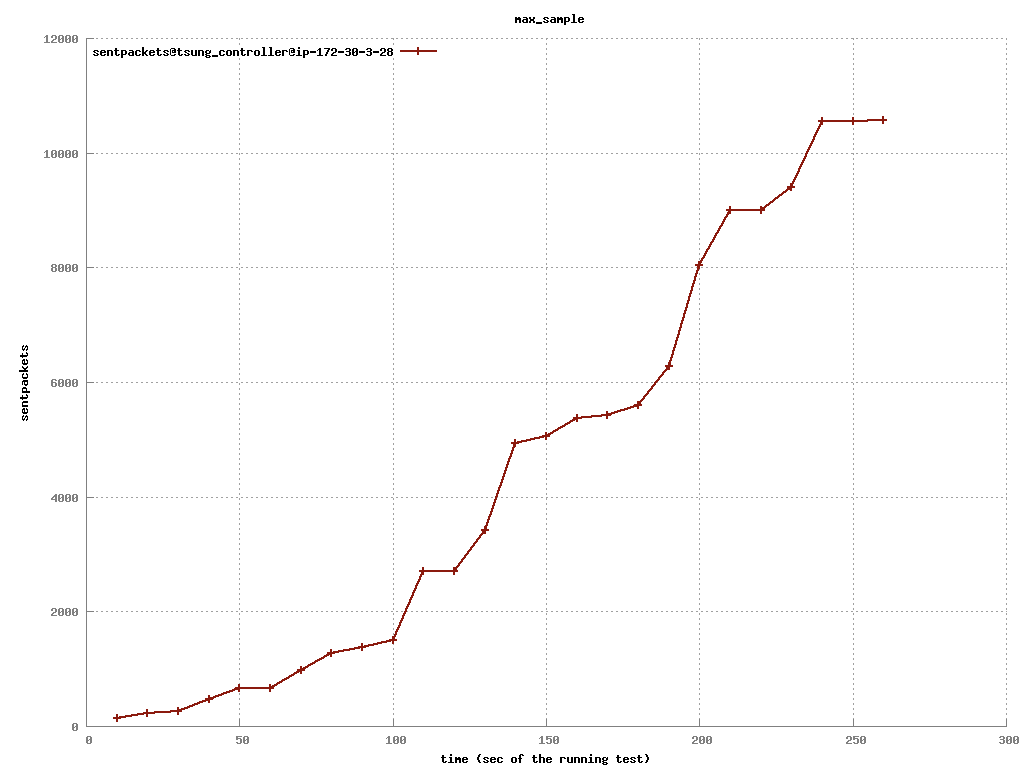 max_sample
12000
sentpackets@tsung_controller@ip-172-30-3-28
10000
8000
sentpackets
6000
4000
2000
0
0 50 100 150 200 250 300
time (sec of the running test)